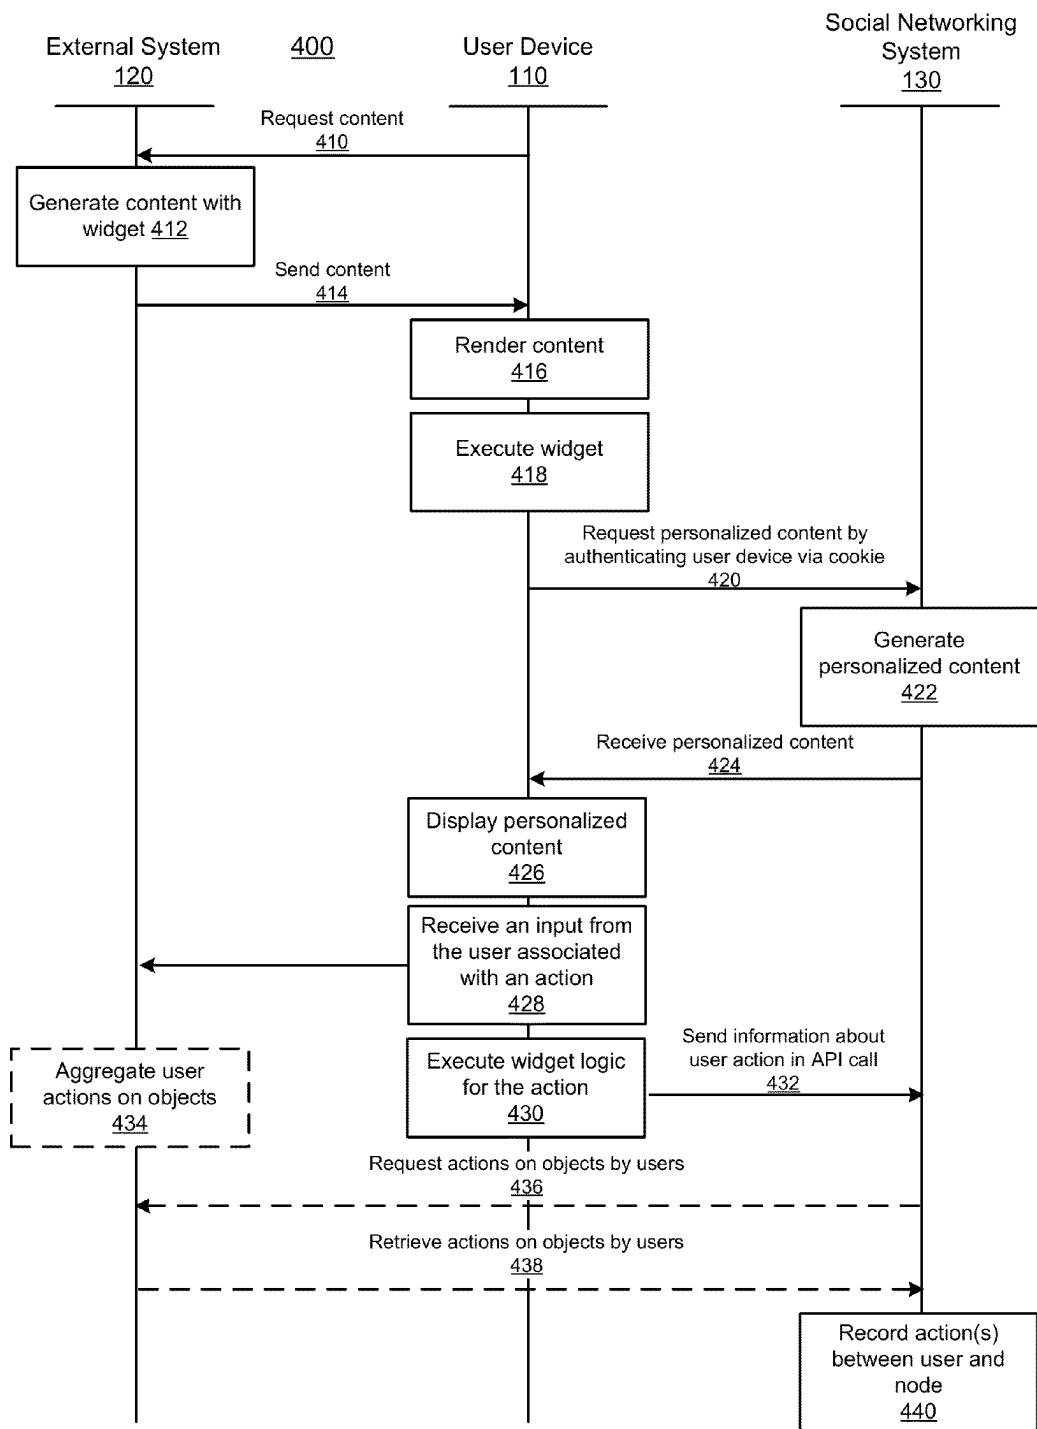 External System
120
400
User Device
110
Social Networking
System
130
Request content
410
Generate content with
widget 412
Send content
414
Render content
416
Execute widget
418
Request personalized content by
authenticating user device via cookie
420
Generate
personalized content
422
Receive personalized content
424
Display personalized
content
426
Receive an input from
the user associated
with an action
428
Send information about
user action in API call
432
Aggregate user
actions on objects
434
Execute widget logic
for the action
430
Request actions on objects by users
436
Retrieve actions on objects by users
438
Record action(s)
between user and
node
440